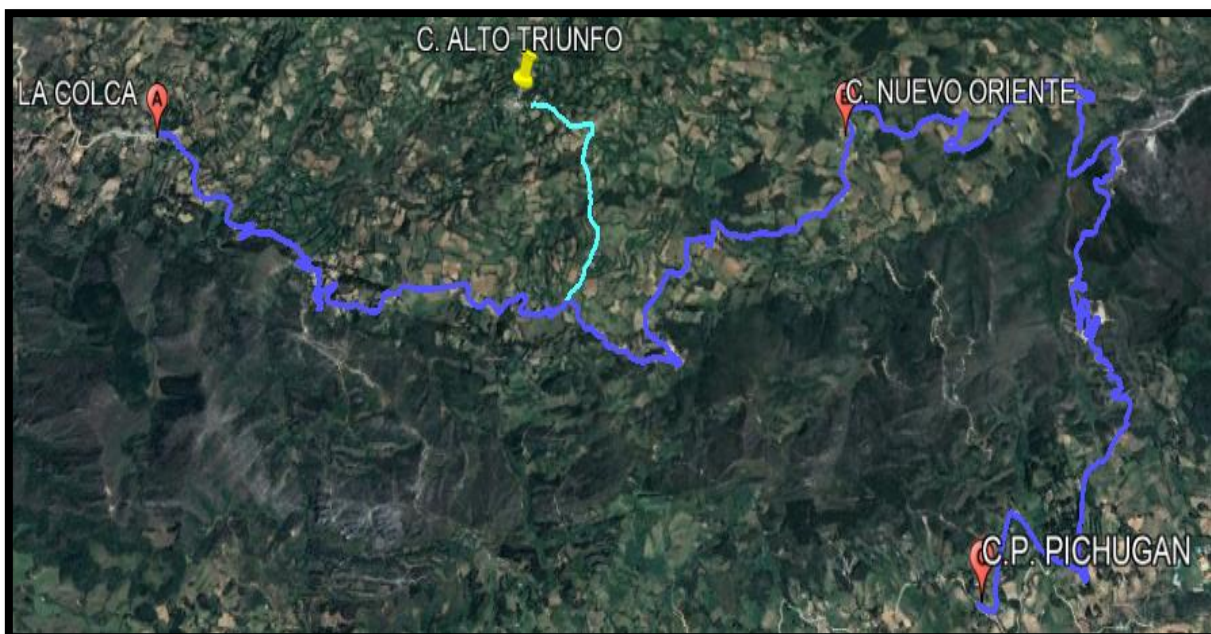 C. ALTO TRIUNFO
LA COLCA
A
C. NUEVO ORIENTE
C.P. PICHUGAN